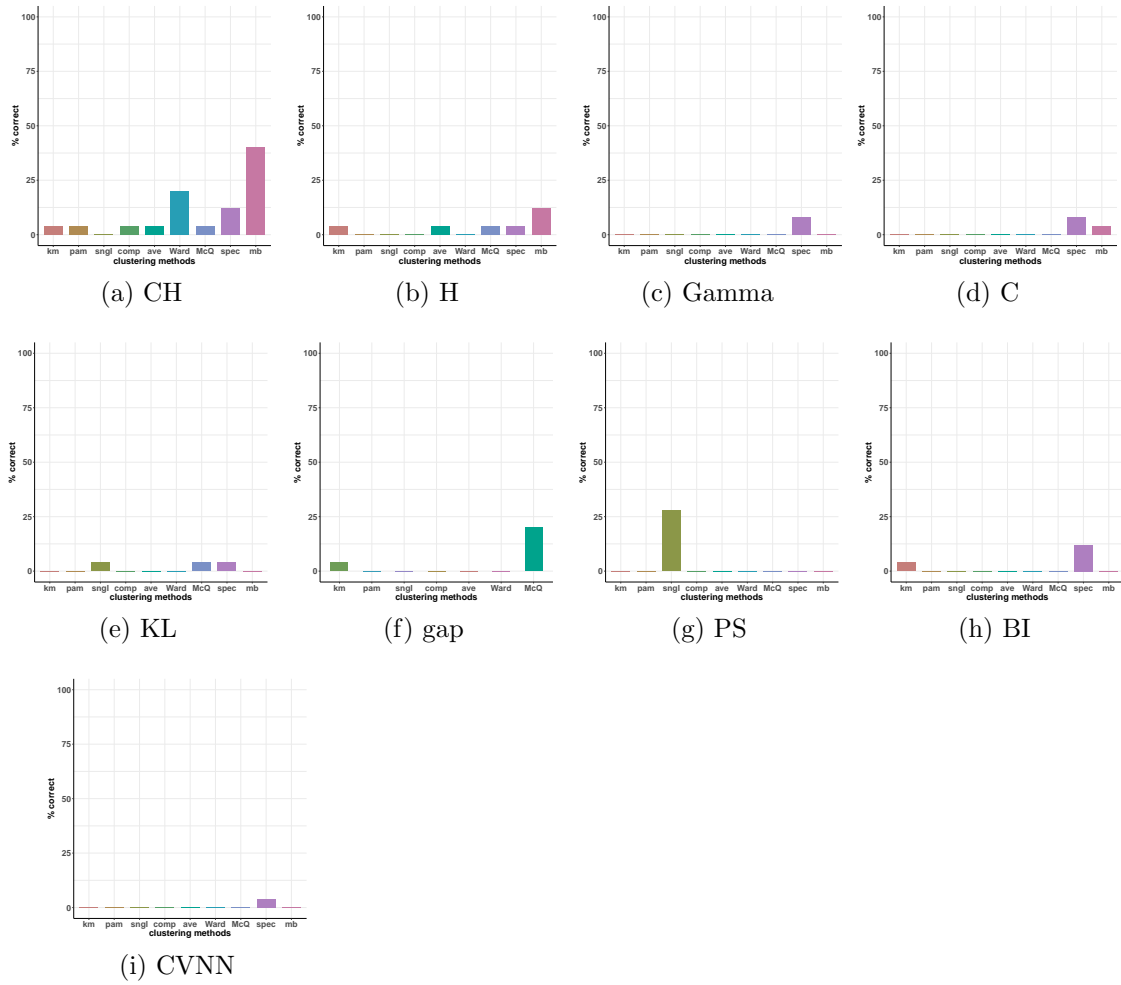 100
75
50
25
0
% correct
km pam sngl comp ave Ward McQ spec mb
clustering methods
(a) CH
100
75
50
25
0
% correct
km pam sngl comp ave Ward McQ spec mb
clustering methods
(b) H
100
75
50
25
0
% correct
km pam sngl comp ave Ward McQ spec mb
clustering methods
(c) Gamma
100
75
50
25
0
% correct
km pam sngl comp ave Ward McQ spec mb
clustering methods
(d) C
100
75
50
25
0
% correct
km pam sngl comp ave Ward McQ spec mb
clustering methods
(e) KL
100
75
50
25
0
% correct
km pam sngl comp ave Ward McQ
clustering methods
(f) gap
100
75
50
25
0
% correct
km pam sngl comp ave Ward McQ spec mb
clustering methods
(g) PS
100
75
50
25
0
% correct
km pam sngl comp ave Ward McQ spec mb
clustering methods
(h) BI
100
75
50
25
0
% correct
km pam sngl comp ave Ward McQ spec mb
clustering methods
(i) CVNN